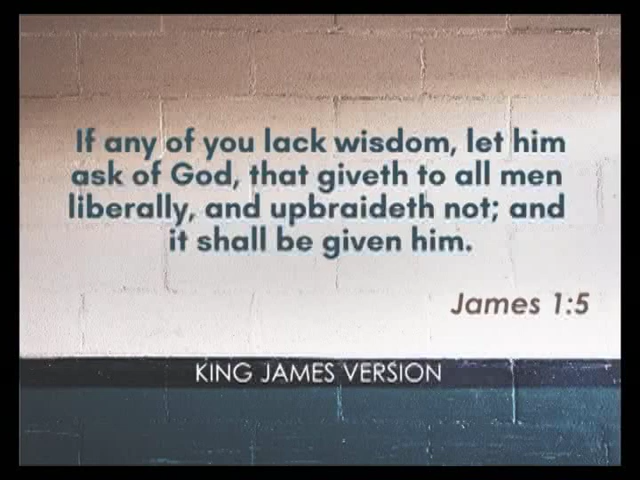 If any of you lack wisdom, let him
ask of God, that giveth to all men
liberally, and upbraideth not; and
it shall be given him.
James 1:5
KING JAMES VERSION